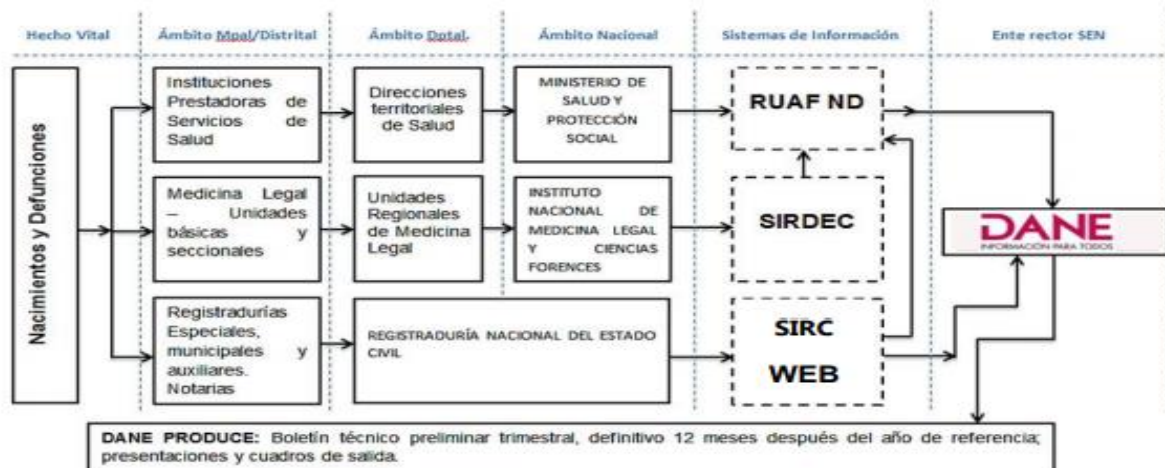 Hecho Vital
Ámbito Mpal/Distrital
Ámbito Dptal.
Ámbito Nacional
Sistemas de Información
Ente rector SEN
Nacimientos y Defunciones
Instituciones
Prestadoras de
Servicios de
Salud
Direcciones
territoriales
de Salud
MINISTERIO DE
SALUD Y
PROTECCIÓN
SOCIAL
RUAF ND
Medicina Legal
– Unidades
básicas y
seccionales
Unidades
Regionales
de Medicina
Legal
INSTITUTO
NACIONAL DE
MEDICINA LEGAL
Y CIENCIAS
FORENCES
SIRDEC
DANE
INFORMACIÓN PARA TODOS
Registradurías
Especiales,
municipales y
auxiliares.
Notarias
REGISTRADURÍA NACIONAL DEL ESTADO
CIVIL
SIRC
WEB
DANE PRODUCE: Boletín técnico preliminar trimestral, definitivo 12 meses después del año de referencia;
presentaciones y cuadros de salida.